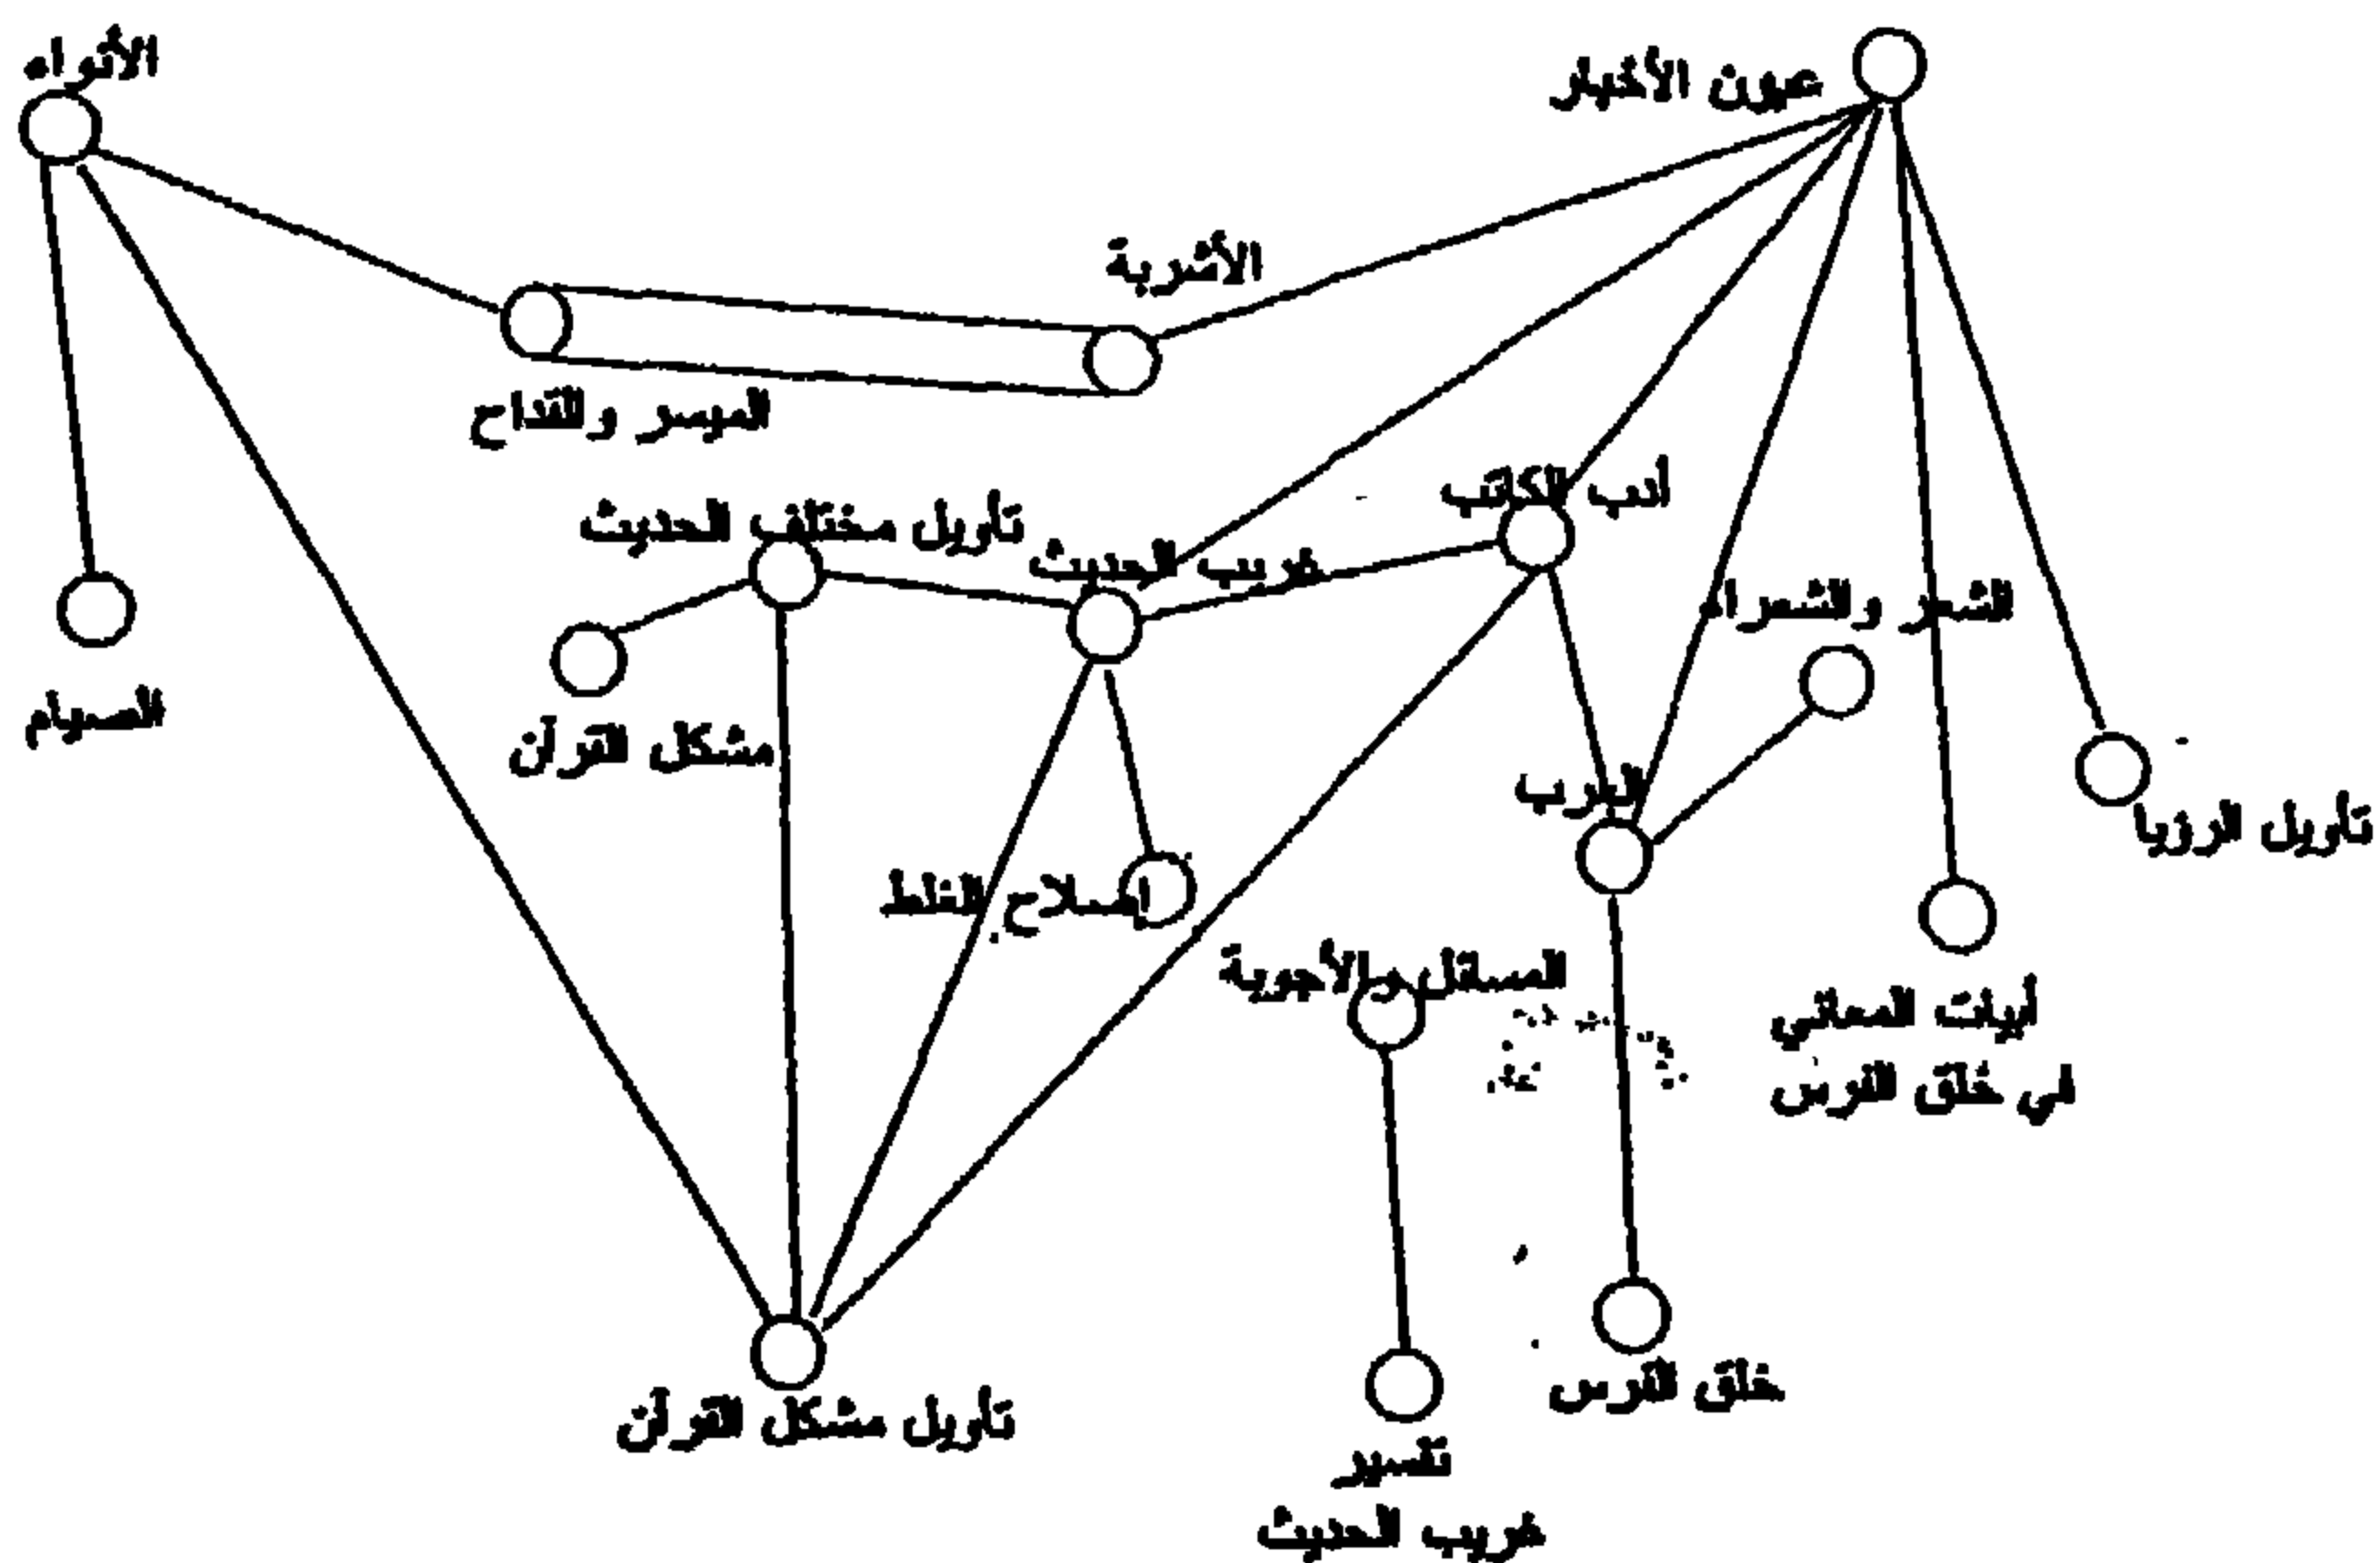 الأنواء
عيون الأخبار
الأشربة
الميسر والقداح
أدب الكاتب
تأويل مختلف الحديث
غريب الحديث
الشعر والشعراء
الصيام
مشكل القرآن
العرب
تأويل الرؤيا
إصلاح الغلط
المسائل والأجوبة
أبيات المعاني
في خلق الفرس
تأويل مشكل القرآن
خلق الفرس
تفسير
غريب الحديث